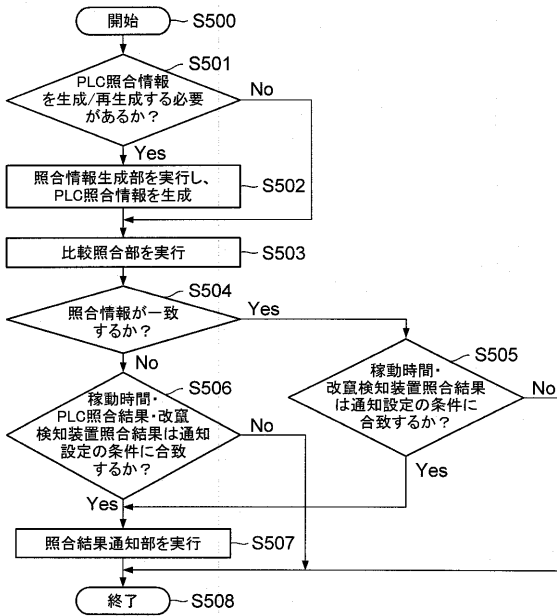 開始
S500
S501
PLC照合情報
を生成/再生成する必要
があるか？
No
Yes
照合情報生成部を実行し、
PLC照合情報を生成
S502
比較照合部を実行
S503
S504
照合情報が一致
するか？
Yes
No
S505
稼動時間・
改竄検知装置照合結果
は通知設定の条件に
合致するか？
No
Yes
S506
稼動時間・
PLC照合結果・改竄
検知装置照合結果は通知
設定の条件に合致
するか？
No
Yes
照合結果通知部を実行
S507
終了
S508